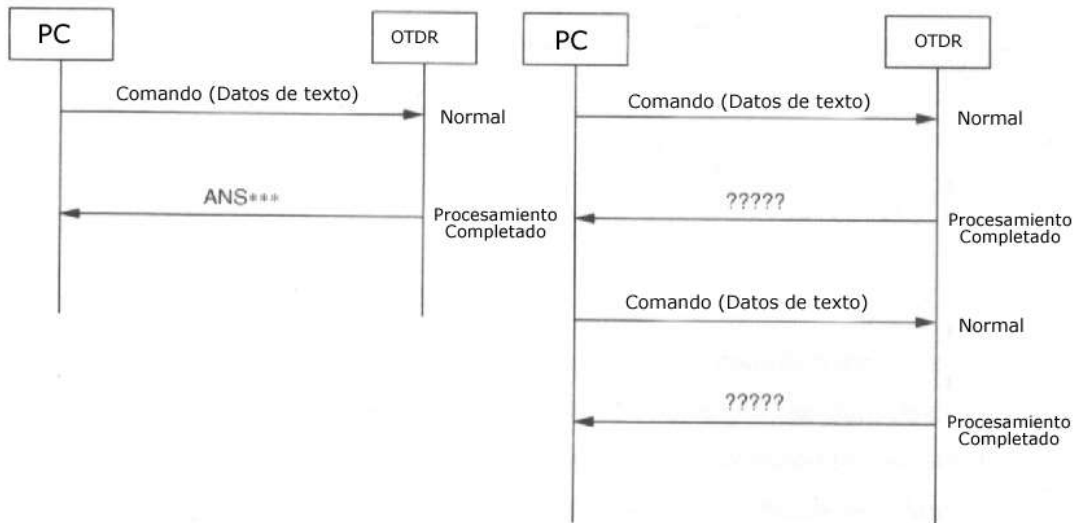 PC
OTDR
Comando (Datos de texto)
Normal
ANS***
Procesamiento
Completado
PC
OTDR
Comando (Datos de texto)
Normal
?????
Procesamiento
Completado
Comando (Datos de texto)
Normal
?????
Procesamiento
Completado